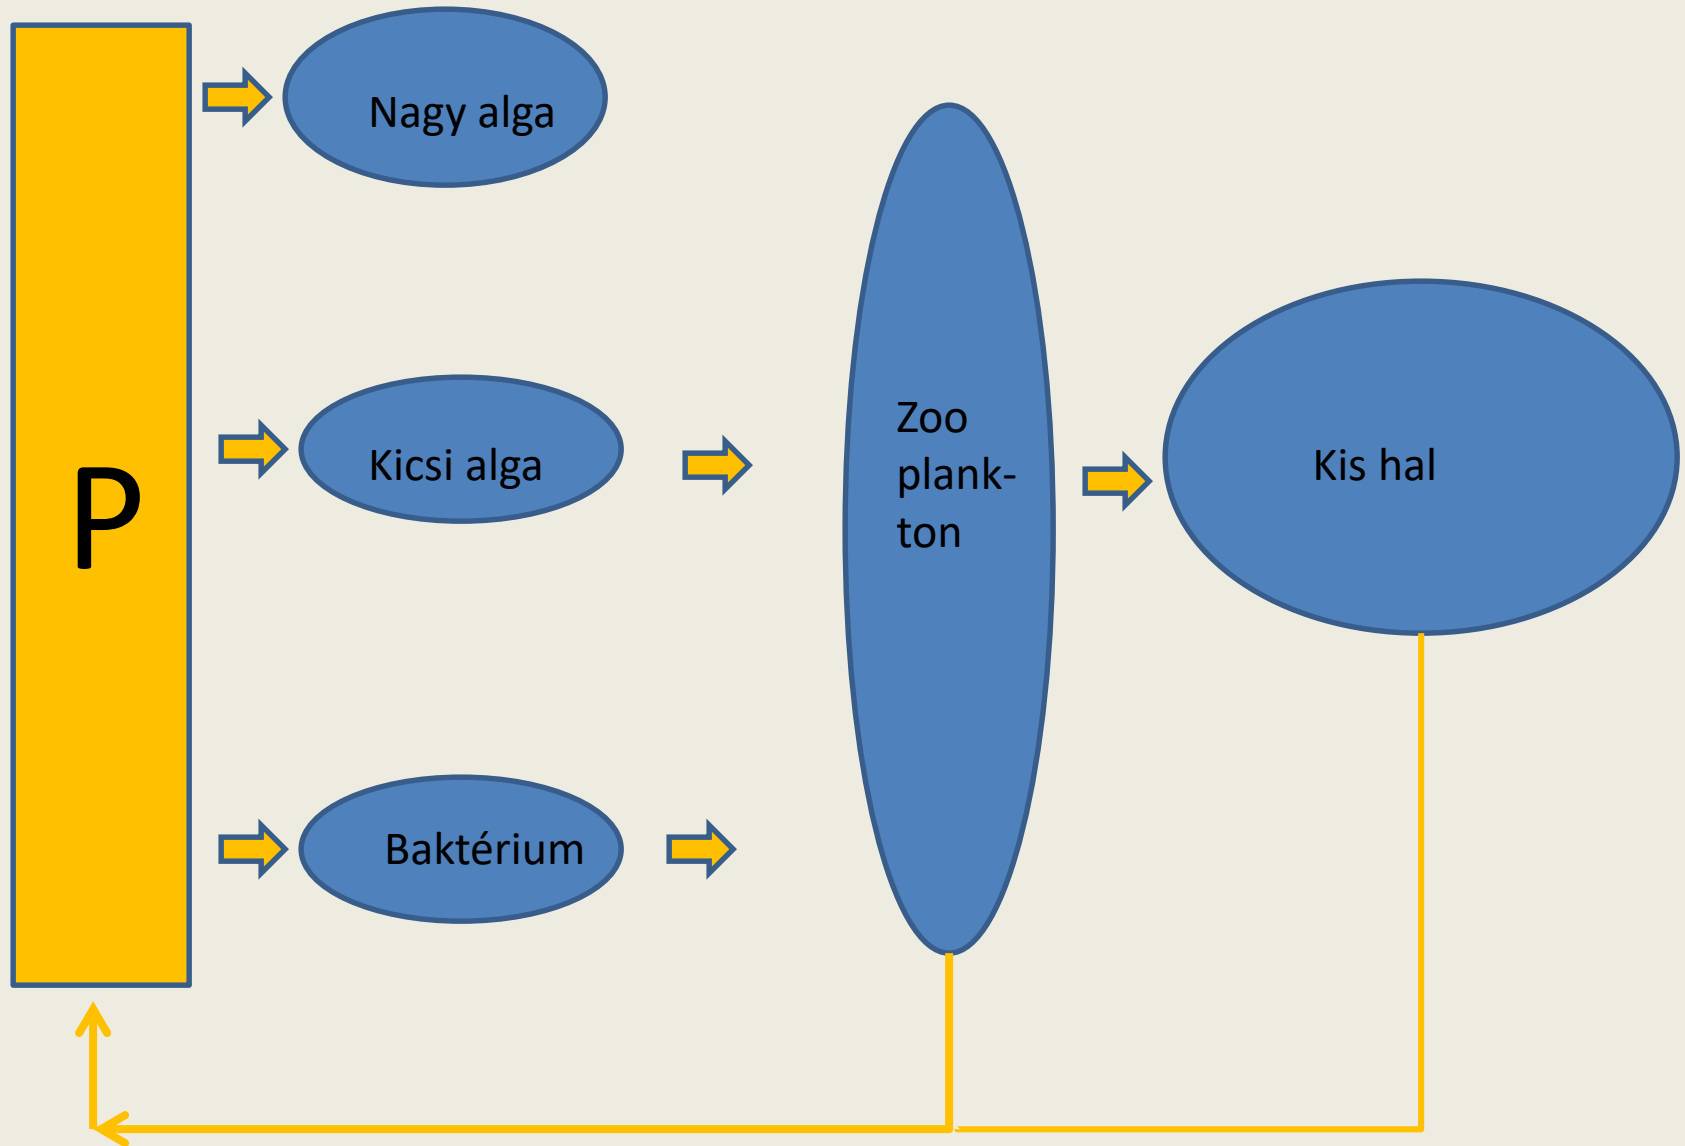 P
Nagy alga
Kicsi alga
Baktérium
Zoo
plank-
ton
Kis hal